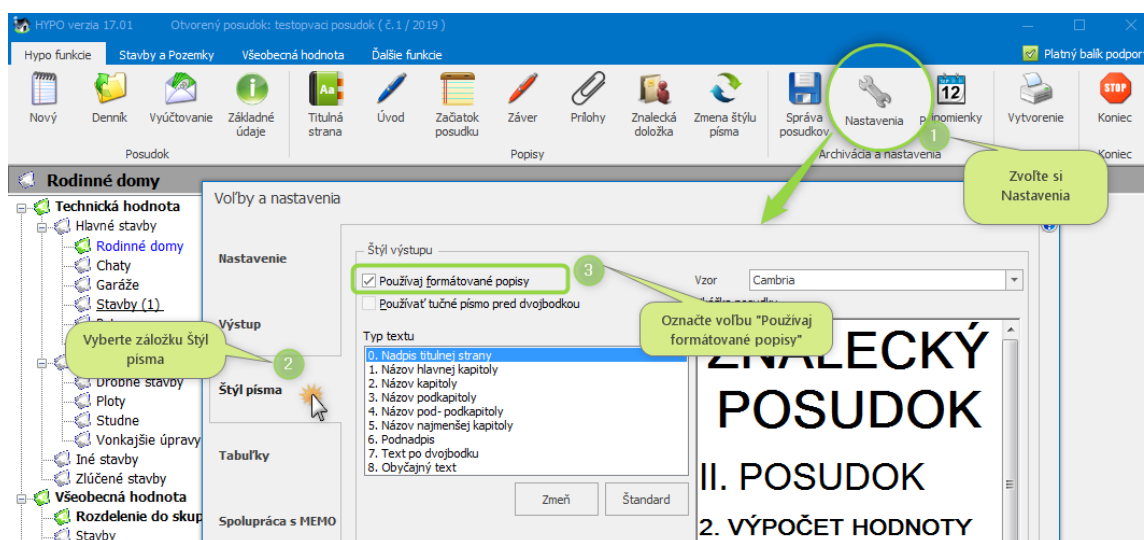 HYPO verzia 17.01 Otvorený posudok: testopvaci posudok ( č.1 / 2019 )
Hypo funkcie Stavby a Pozemky Všeobecná hodnota Ďalšie funkcie Platný balík podpor
Nový Denník Vyúčtovanie Základné údaje Titulná strana Úvod Začiatok posudku Záver Prílohy Znalecká doložka Zmena štýlu písma Správa posudkov Nastavenia Vytvorenie Koniec
Posudok Popisy Archivácia a nastavenia Koniec
1
Zvoľte si
Nastavenia
Rodinné domy
Technická hodnota
Hlavné stavby
Rodinné domy
Chaty
Garáže
Stavby (1)
Drobné stavby
Ploty
Studne
Vonkajšie úpravy
Iné stavby
Zlúčené stavby
Všeobecná hodnota
Rozdelenie do skup
Stavby
Vyberte záložku Štýl
písma
2
Voľby a nastavenia
Nastavenie
Výstup
Štýl písma
Tabuľky
Spolupráca s MEMO
Štýl výstupu
Používaj formátované popisy
Používať tučné písmo pred dvojbodkou
3
Označte voľbu "Používaj
formátované popisy"
Typ textu
0. Nadpis titulnej strany
1. Názov hlavnej kapitoly
2. Názov kapitoly
3. Názov podkapitoly
4. Názov pod- podkapitoly
5. Názov najmenšej kapitoly
6. Podnadpis
7. Text po dvojbodku
8. Obyčajný text
Zmeň Štandard
Vzor Cambria
ZNALECKÝ
POSUDOK
II. POSUDOK
2. VÝPOČET HODNOTY